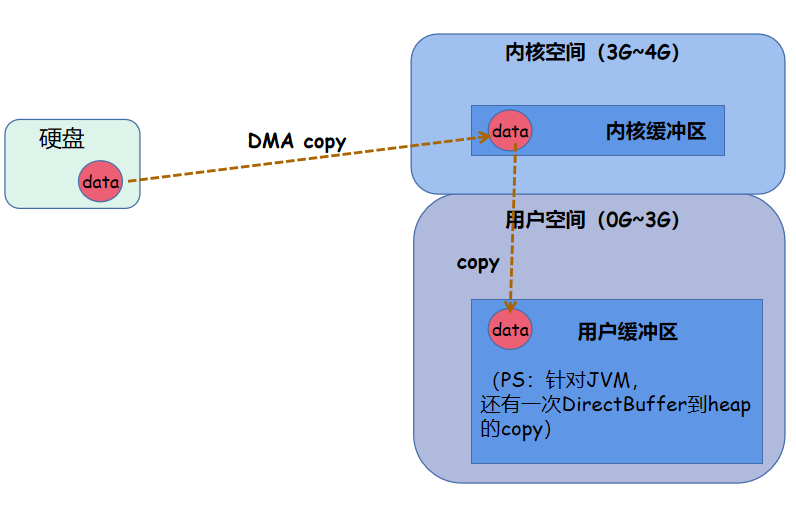 内核空间（3G~4G）
硬盘
data
DMA copy
data
内核缓冲区
用户空间（0G~3G）
copy
data
用户缓冲区
（PS：针对JVM，
还有一次DirectBuffer到heap
的copy）